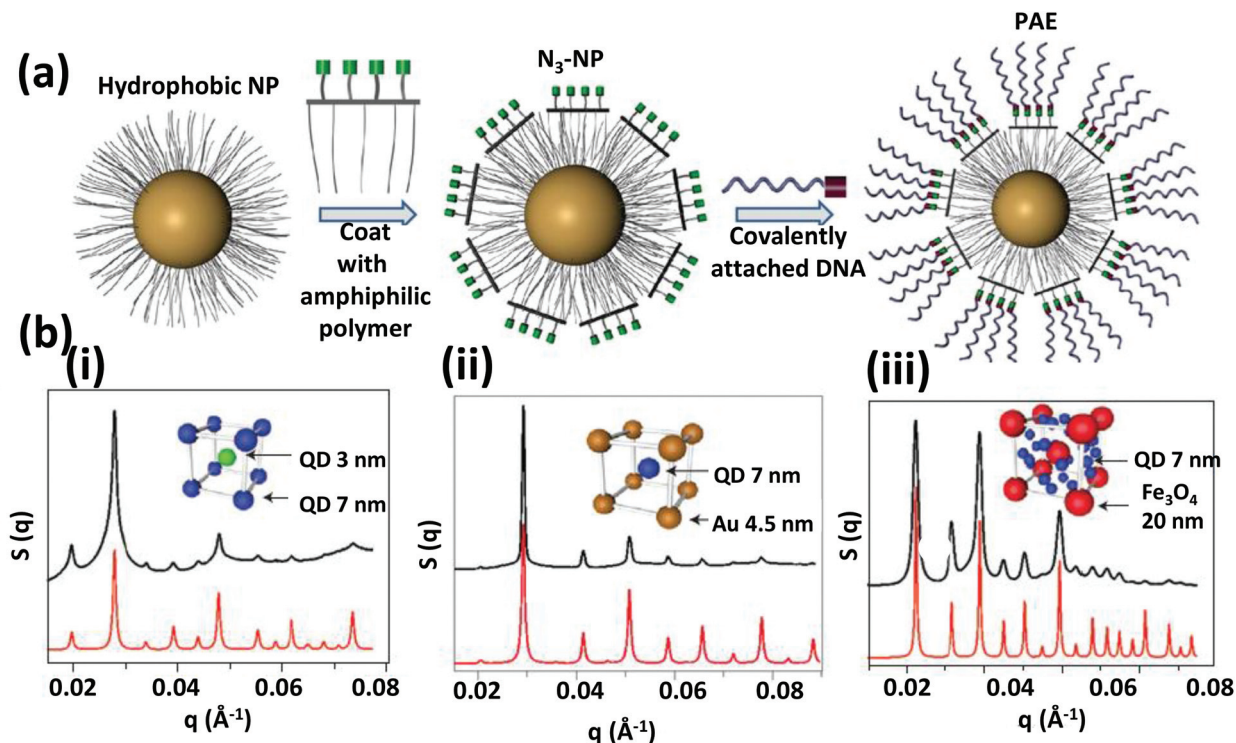 (a)
Hydrophobic NP
Coat
with
amphiphilic
polymer
N₃-NP
Covalently
attached DNA
PAE
(b)
(i)
S (q)
QD 3 nm
QD 7 nm
0.02 0.04 0.06 0.08
q (Å⁻¹)
(ii)
S (q)
QD 7 nm
Au 4.5 nm
0.02 0.04 0.06
q (Å⁻¹)
(iii)
S (q)
QD 7 nm
Fe₃O₄
20 nm
0.02 0.04 0.06 0.08
q (Å⁻¹)